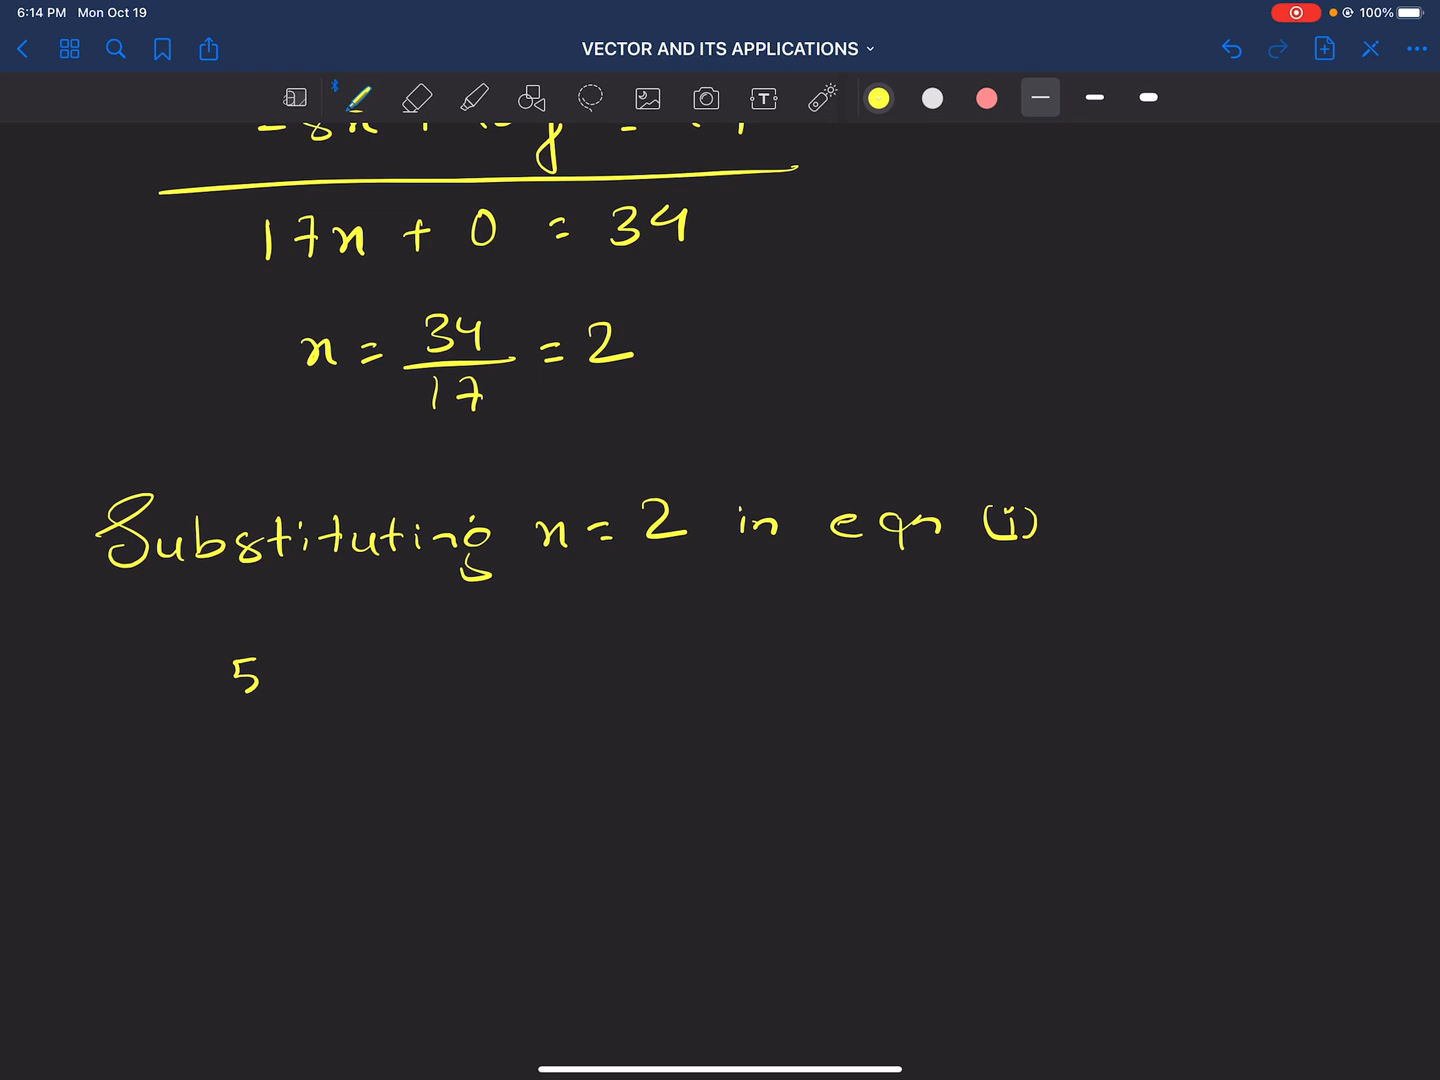 6:14 PM Mon Oct 19
100%
VECTOR AND ITS APPLICATIONS
17x + 0 = 34
x = 34/17 = 2
Substituting x = 2 in eqn (i)
5